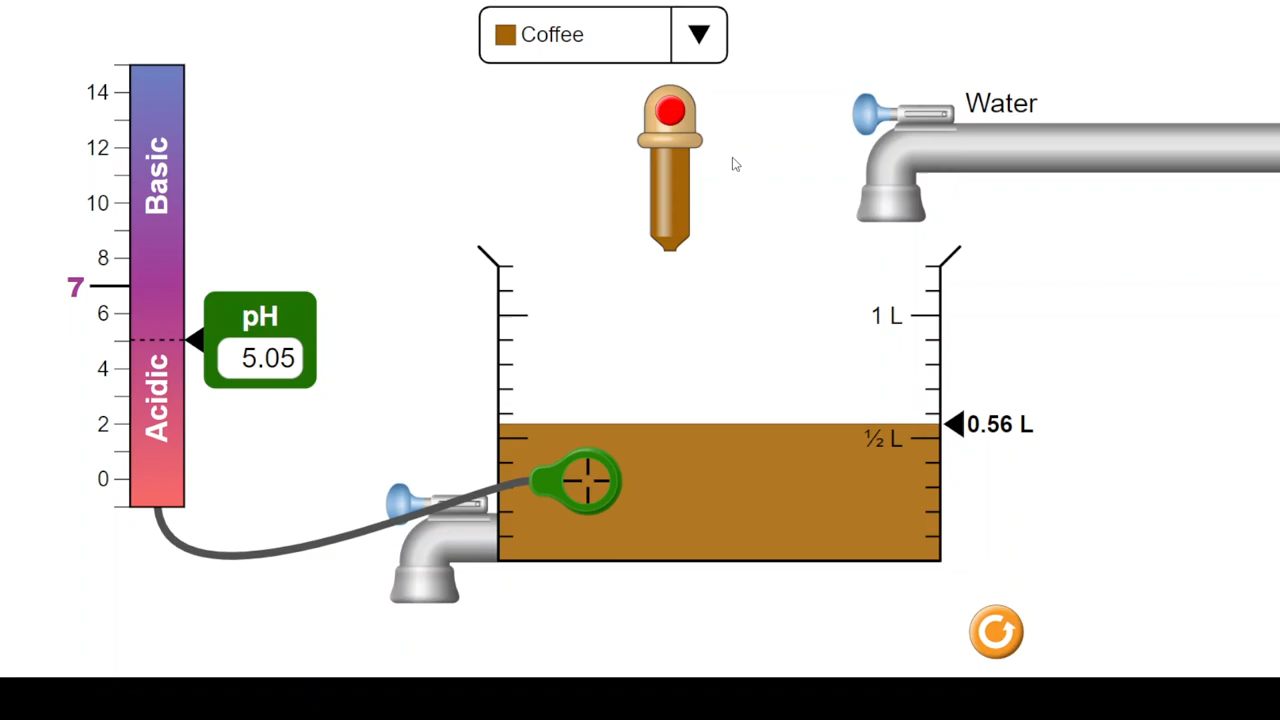 Coffee
Water
14
12
10
8
7
6
4
2
0
Basic
Acidic
pH
5.05
1 L
½ L
0.56 L